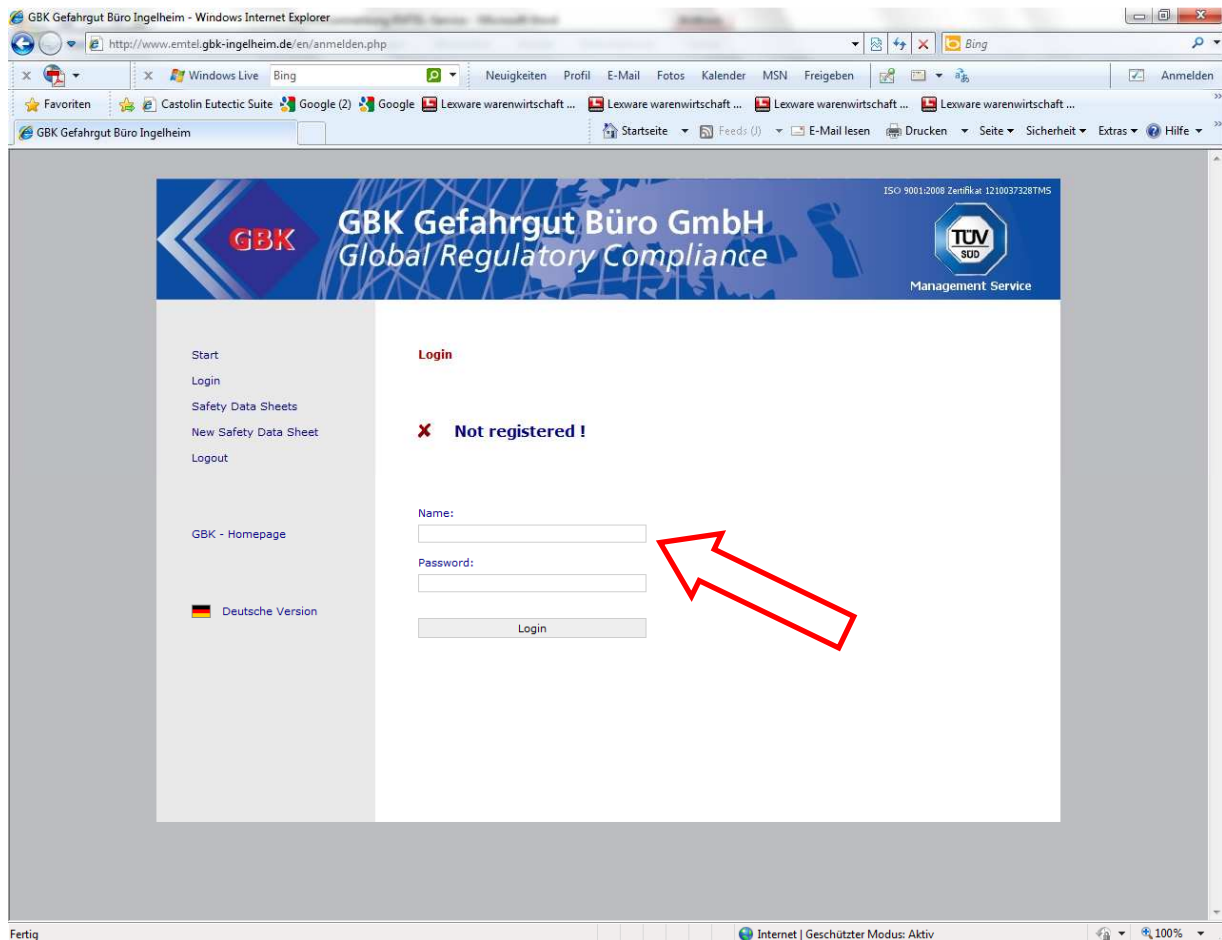 GBK Gefahrgut Büro Ingelheim - Windows Internet Explorer
http://www.emtel.gbk-ingelheim.de/en/anmelden.php
Bing
x
x Windows Live Bing Neuigkeiten Profil E-Mail Fotos Kalender MSN Freigeben Anmelden
Favoriten Castolin Eutectic Suite Google (2) Google Lexware warenwirtschaft ... Lexware warenwirtschaft ... Lexware warenwirtschaft ... Lexware warenwirtschaft ...
GBK Gefahrgut Büro Ingelheim
Startseite Feeds (J) E-Mail lesen Drucken Seite Sicherheit Extras Hilfe
ISO 9001:2008 Zertifikat 1210037328TMS
GBK
GBK Gefahrgut Büro GmbH
Global Regulatory Compliance
TÜV
SÜD
Management Service
Start
Login
Safety Data Sheets
New Safety Data Sheet
Logout
GBK - Homepage
Deutsche Version
Login
Not registered !
Name:
Password:
Login
Fertig
Internet | Geschützter Modus: Aktiv
100%